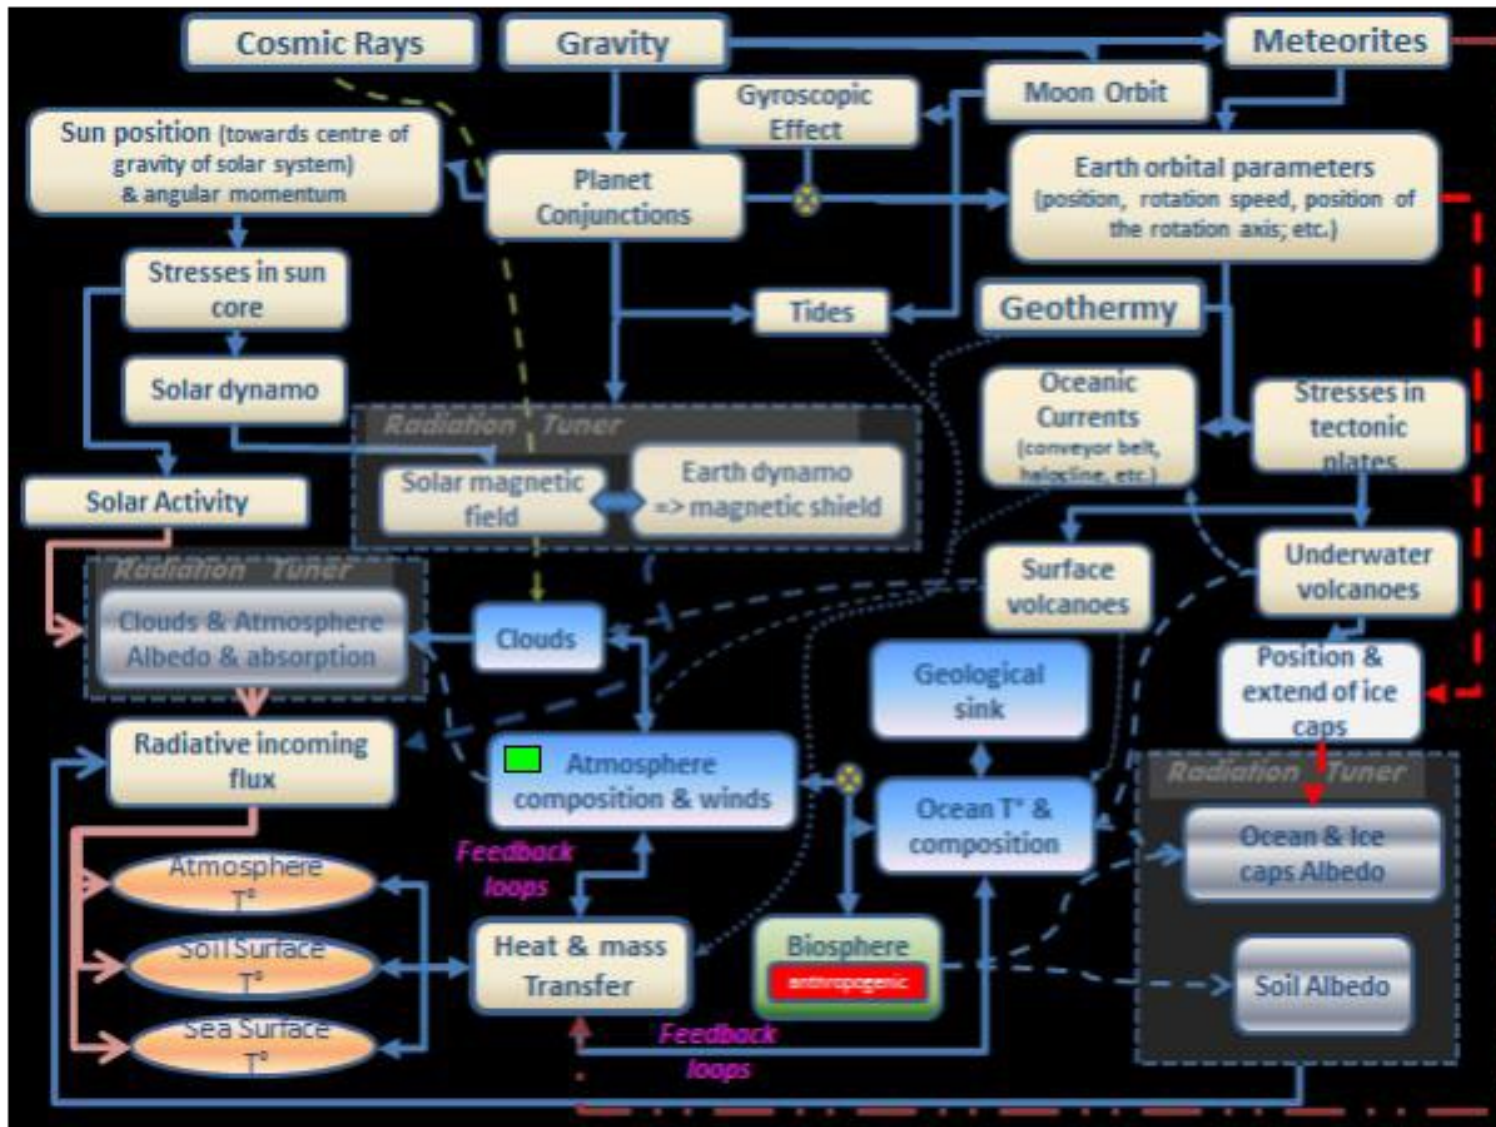 Cosmic Rays
Gravity
Meteorites
Gyroscopic
Effect
Moon Orbit
Sun position (towards centre of
gravity of solar system)
& angular momentum
Planet
Conjunctions
Earth orbital parameters
(position, rotation speed, position of
the rotation axis; etc.)
Stresses in sun
core
Tides
Geothermy
Solar dynamo
Oceanic
Currents
(conveyor belt,
halocline, etc.)
Stresses in
tectonic
plates
Radiation Tuner
Solar magnetic
field
Earth dynamo
=> magnetic shield
Solar Activity
Radiation Tuner
Clouds & Atmosphere
Albedo & absorption
Clouds
Surface
volcanoes
Underwater
volcanoes
Geological
sink
Position &
extend of ice
caps
Radiative incoming
flux
Atmosphere
composition & winds
Ocean T° &
composition
Radiation Tuner
Ocean & Ice
caps Albedo
Feedback
loops
Atmosphere
T°
Soil Surface
T°
Sea Surface
T°
Heat & mass
Transfer
Biosphere
anthropogenic
Soil Albedo
Feedback
loops